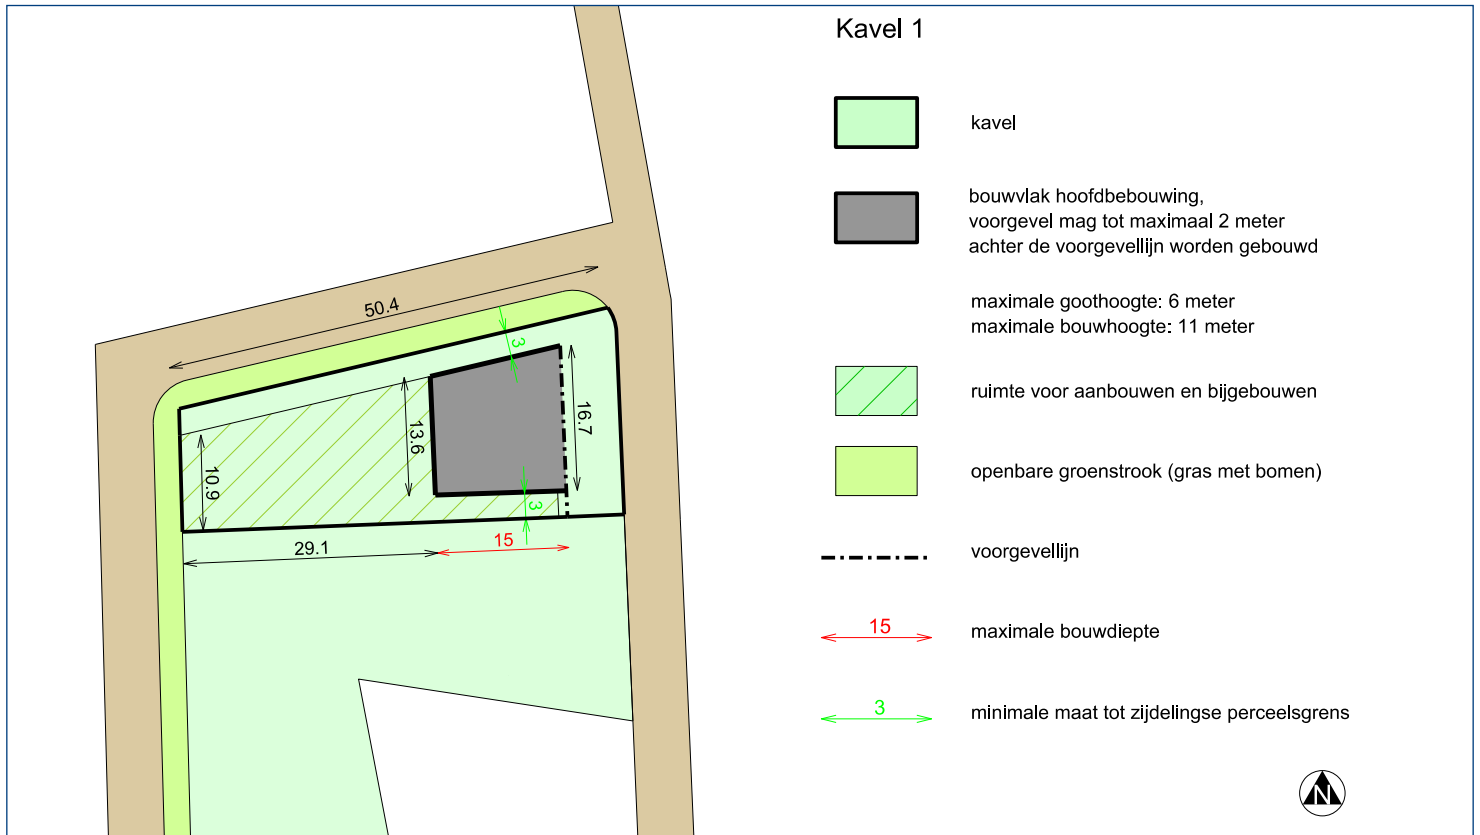 Kavel 1
kavel
bouwvlak hoofdbebouwing,
voorgevel mag tot maximaal 2 meter
achter de voorgevellijn worden gebouwd
maximale goothoogte: 6 meter
maximale bouwhoogte: 11 meter
ruimte voor aanbouwen en bijgebouwen
openbare groenstrook (gras met bomen)
voorgevellijn
15
maximale bouwdiepte
3
minimale maat tot zijdelingse perceelsgrens
N
50.4
3
16.7
13.6
10.9
3
29.1
15